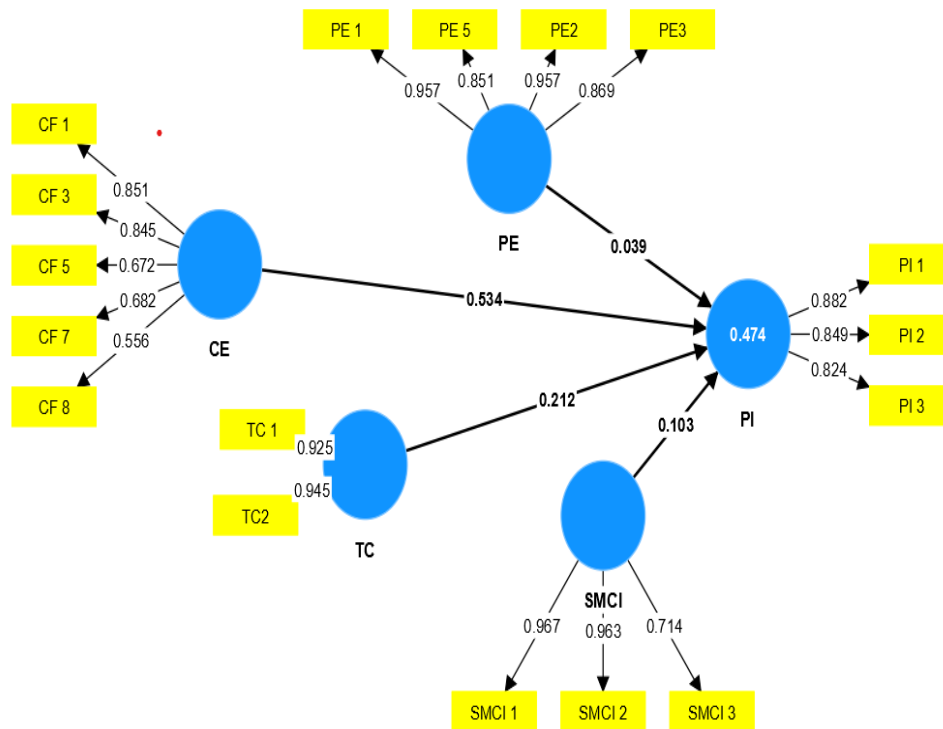 PE 1 PE 5 PE2 PE3
0.957 0.851 0.957 0.869
PE
CF 1
CF 3
CF 5
CF 7
CF 8
0.851
0.845
0.672
0.682
0.556
CE
0.039
0.534
0.212
0.103
0.474
PI
0.882
0.849
0.824
PI 1
PI 2
PI 3
TC 1
0.925
0.945
TC2
TC
SMCI
0.967 0.963 0.714
SMCI 1 SMCI 2 SMCI 3